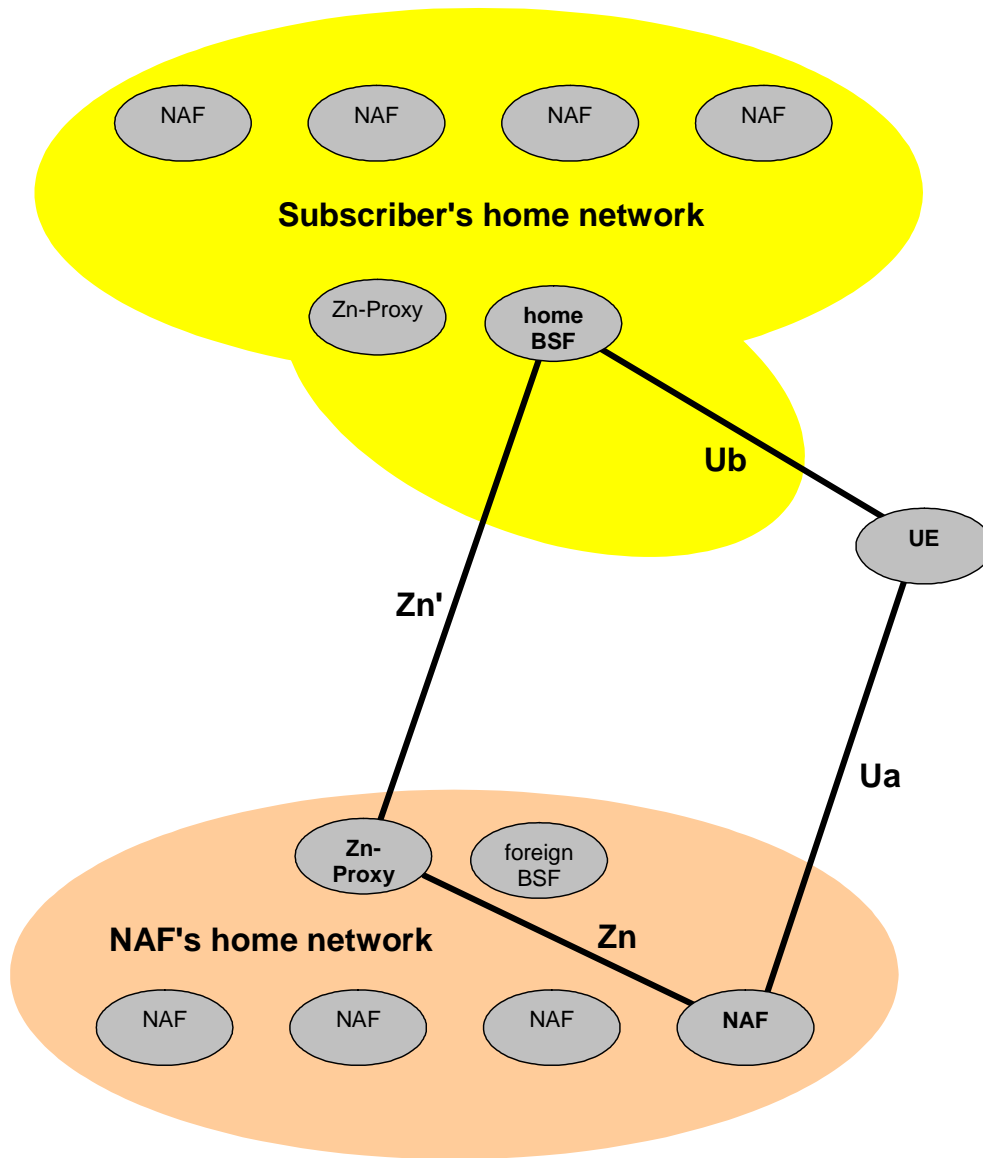 NAF
NAF
NAF
NAF
Subscriber's home network
Zn-Proxy
home
BSF
Ub
UE
Zn'
Ua
Zn-
Proxy
foreign
BSF
NAF's home network
Zn
NAF
NAF
NAF
NAF